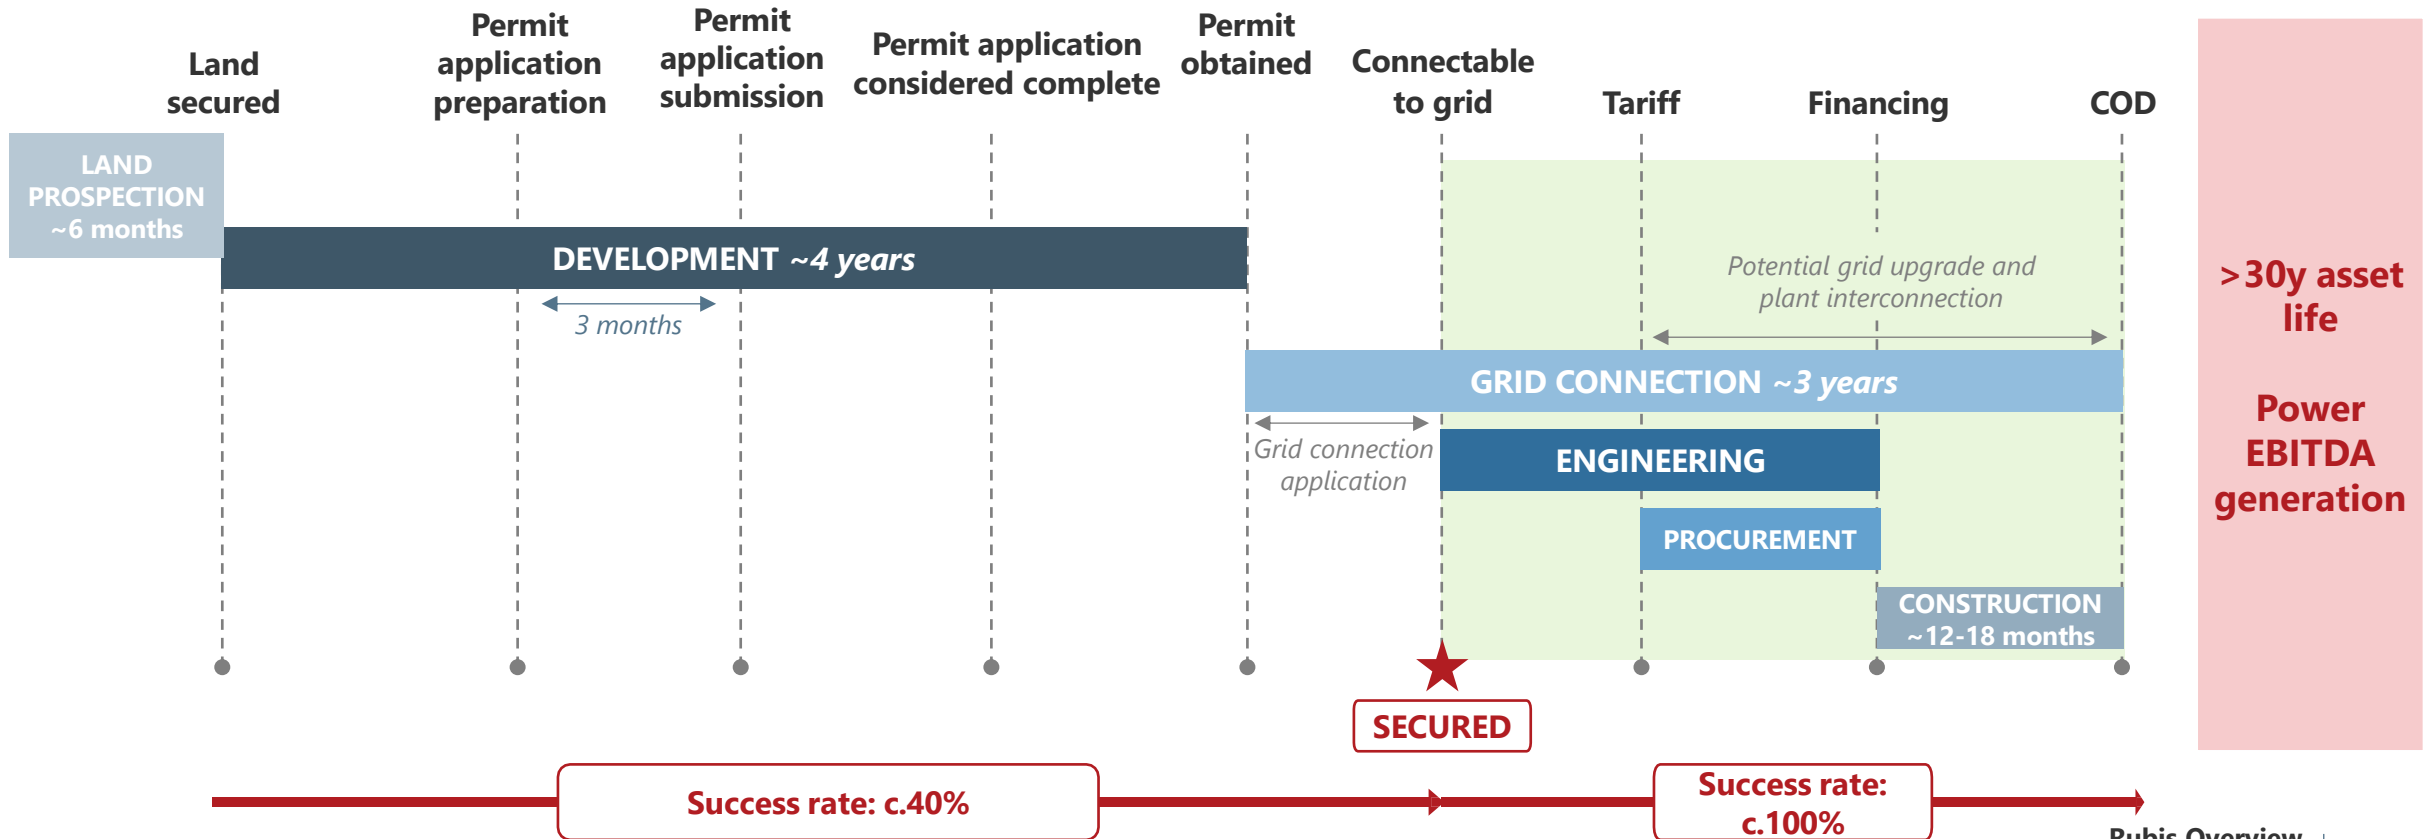 Land
secured
Permit
application
preparation
Permit
application
submission
Permit application
considered complete
Permit
obtained
Connectable
to grid
Tariff
Financing
COD
LAND
PROSPECTION
~6 months
DEVELOPMENT ~4 years
3 months
Potential grid upgrade and
plant interconnection
GRID CONNECTION ~3 years
Grid connection
application
ENGINEERING
PROCUREMENT
CONSTRUCTION
~12-18 months
>30y asset
life
Power
EBITDA
generation
SECURED
Success rate: c.40%
Success rate:
c.100%
Rubis Overview